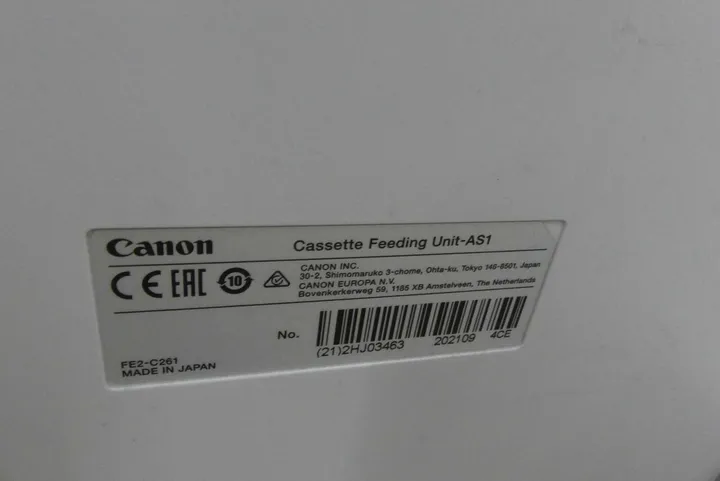 Canon Cassette Feeding Unit-AS1
CANON INC.
30-2, Shimomaruko 3-chome, Ohta-ku, Tokyo 146-8501, Japan
CANON EUROPA N.V.
Bovenkerkerweg 59, 1185 XB Amstelveen, The Netherlands
CE EAC 10
No.
(21)2HJ03463 202109 4CE
FE2-C261
MADE IN JAPAN